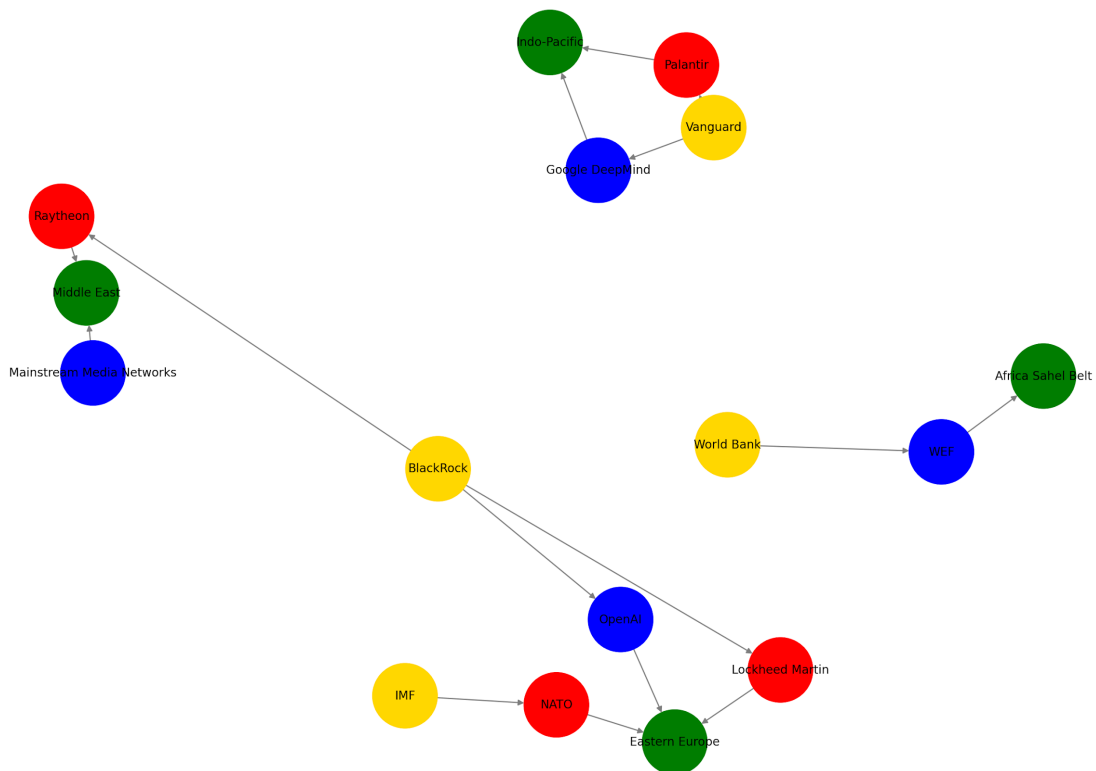 Indo-Pacific
Palantir
Vanguard
Google DeepMind
Raytheon
Middle East
Mainstream Media Networks
Africa Sahel Belt
World Bank
WEF
BlackRock
OpenAI
Lockheed Martin
IMF
NATO
Eastern Europe